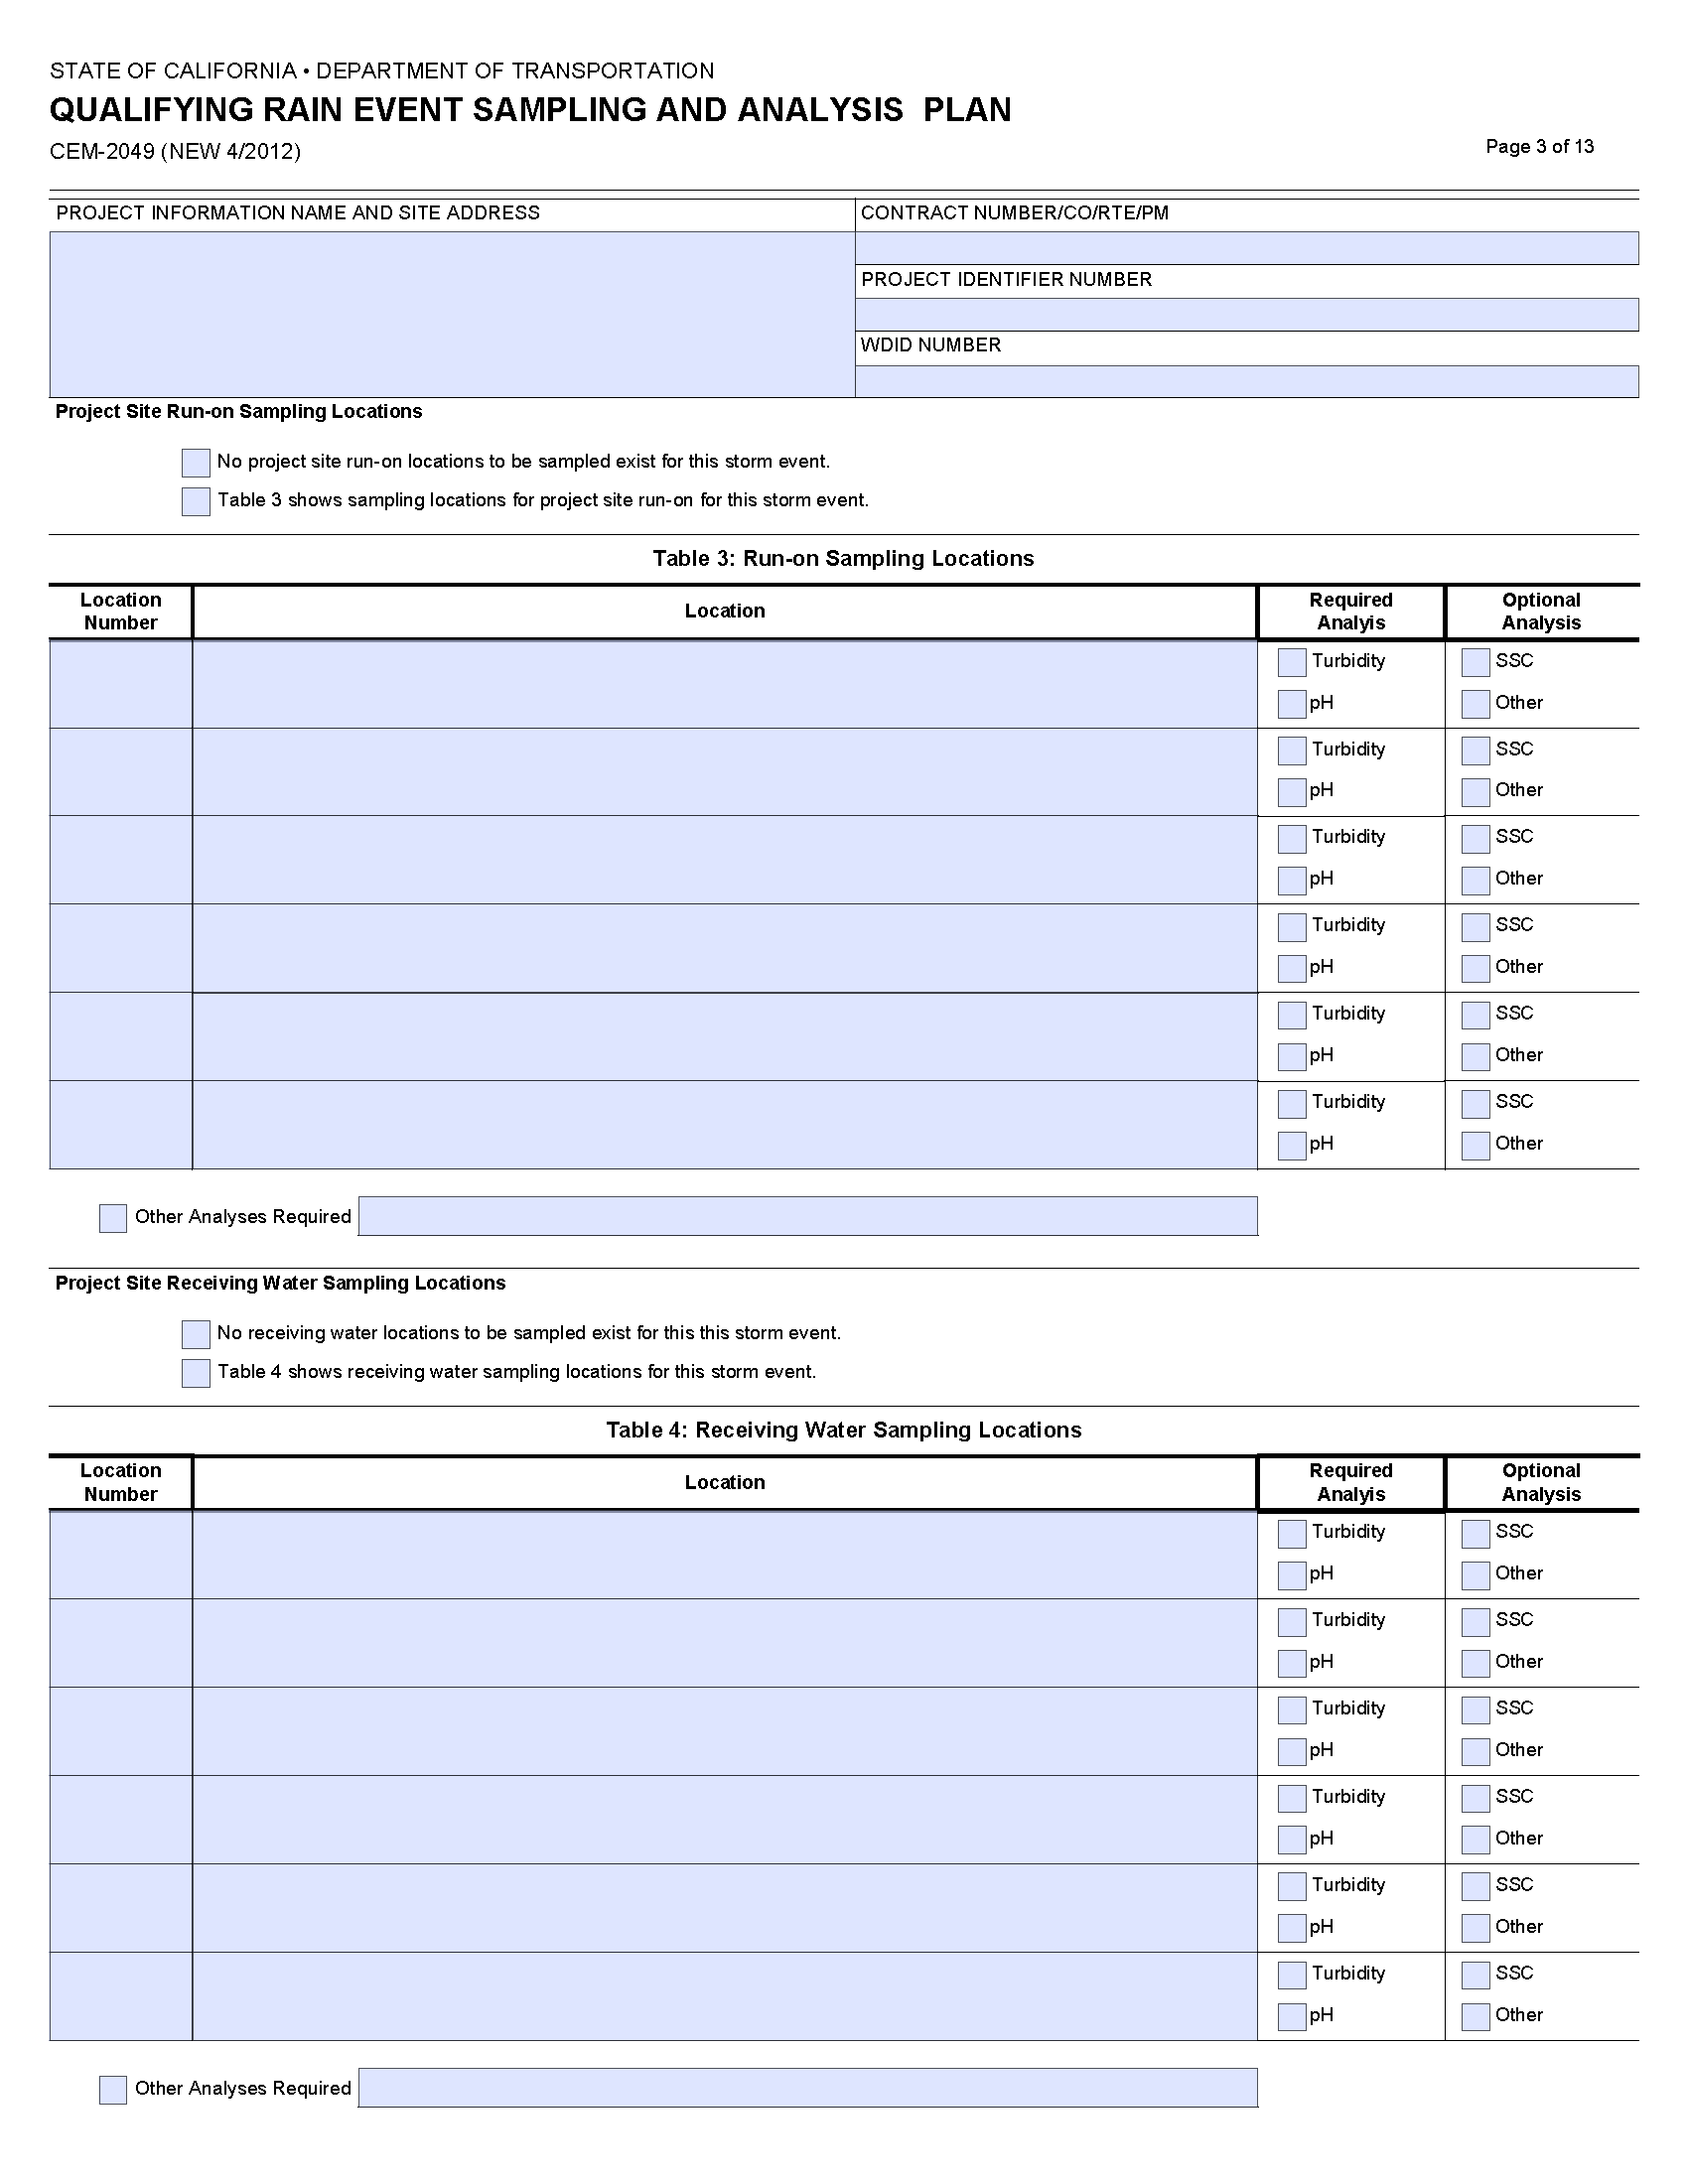 STATE OF CALIFORNIA • DEPARTMENT OF TRANSPORTATION
QUALIFYING RAIN EVENT SAMPLING AND ANALYSIS PLAN
CEM-2049 (NEW 4/2012)
Page 3 of 13
PROJECT INFORMATION NAME AND SITE ADDRESS
CONTRACT NUMBER/CO/RTE/PM
PROJECT IDENTIFIER NUMBER
WDID NUMBER
Project Site Run-on Sampling Locations
No project site run-on locations to be sampled exist for this storm event.
Table 3 shows sampling locations for project site run-on for this storm event.
Table 3: Run-on Sampling Locations
Location Number
Location
Required Analyis
Optional Analysis
Turbidity SSC
pH Other
Turbidity SSC
pH Other
Turbidity SSC
pH Other
Turbidity SSC
pH Other
Turbidity SSC
pH Other
Turbidity SSC
pH Other
Other Analyses Required
Project Site Receiving Water Sampling Locations
No receiving water locations to be sampled exist for this this storm event.
Table 4 shows receiving water sampling locations for this storm event.
Table 4: Receiving Water Sampling Locations
Location Number
Location
Required Analyis
Optional Analysis
Turbidity SSC
pH Other
Turbidity SSC
pH Other
Turbidity SSC
pH Other
Turbidity SSC
pH Other
Turbidity SSC
pH Other
Turbidity SSC
pH Other
Other Analyses Required